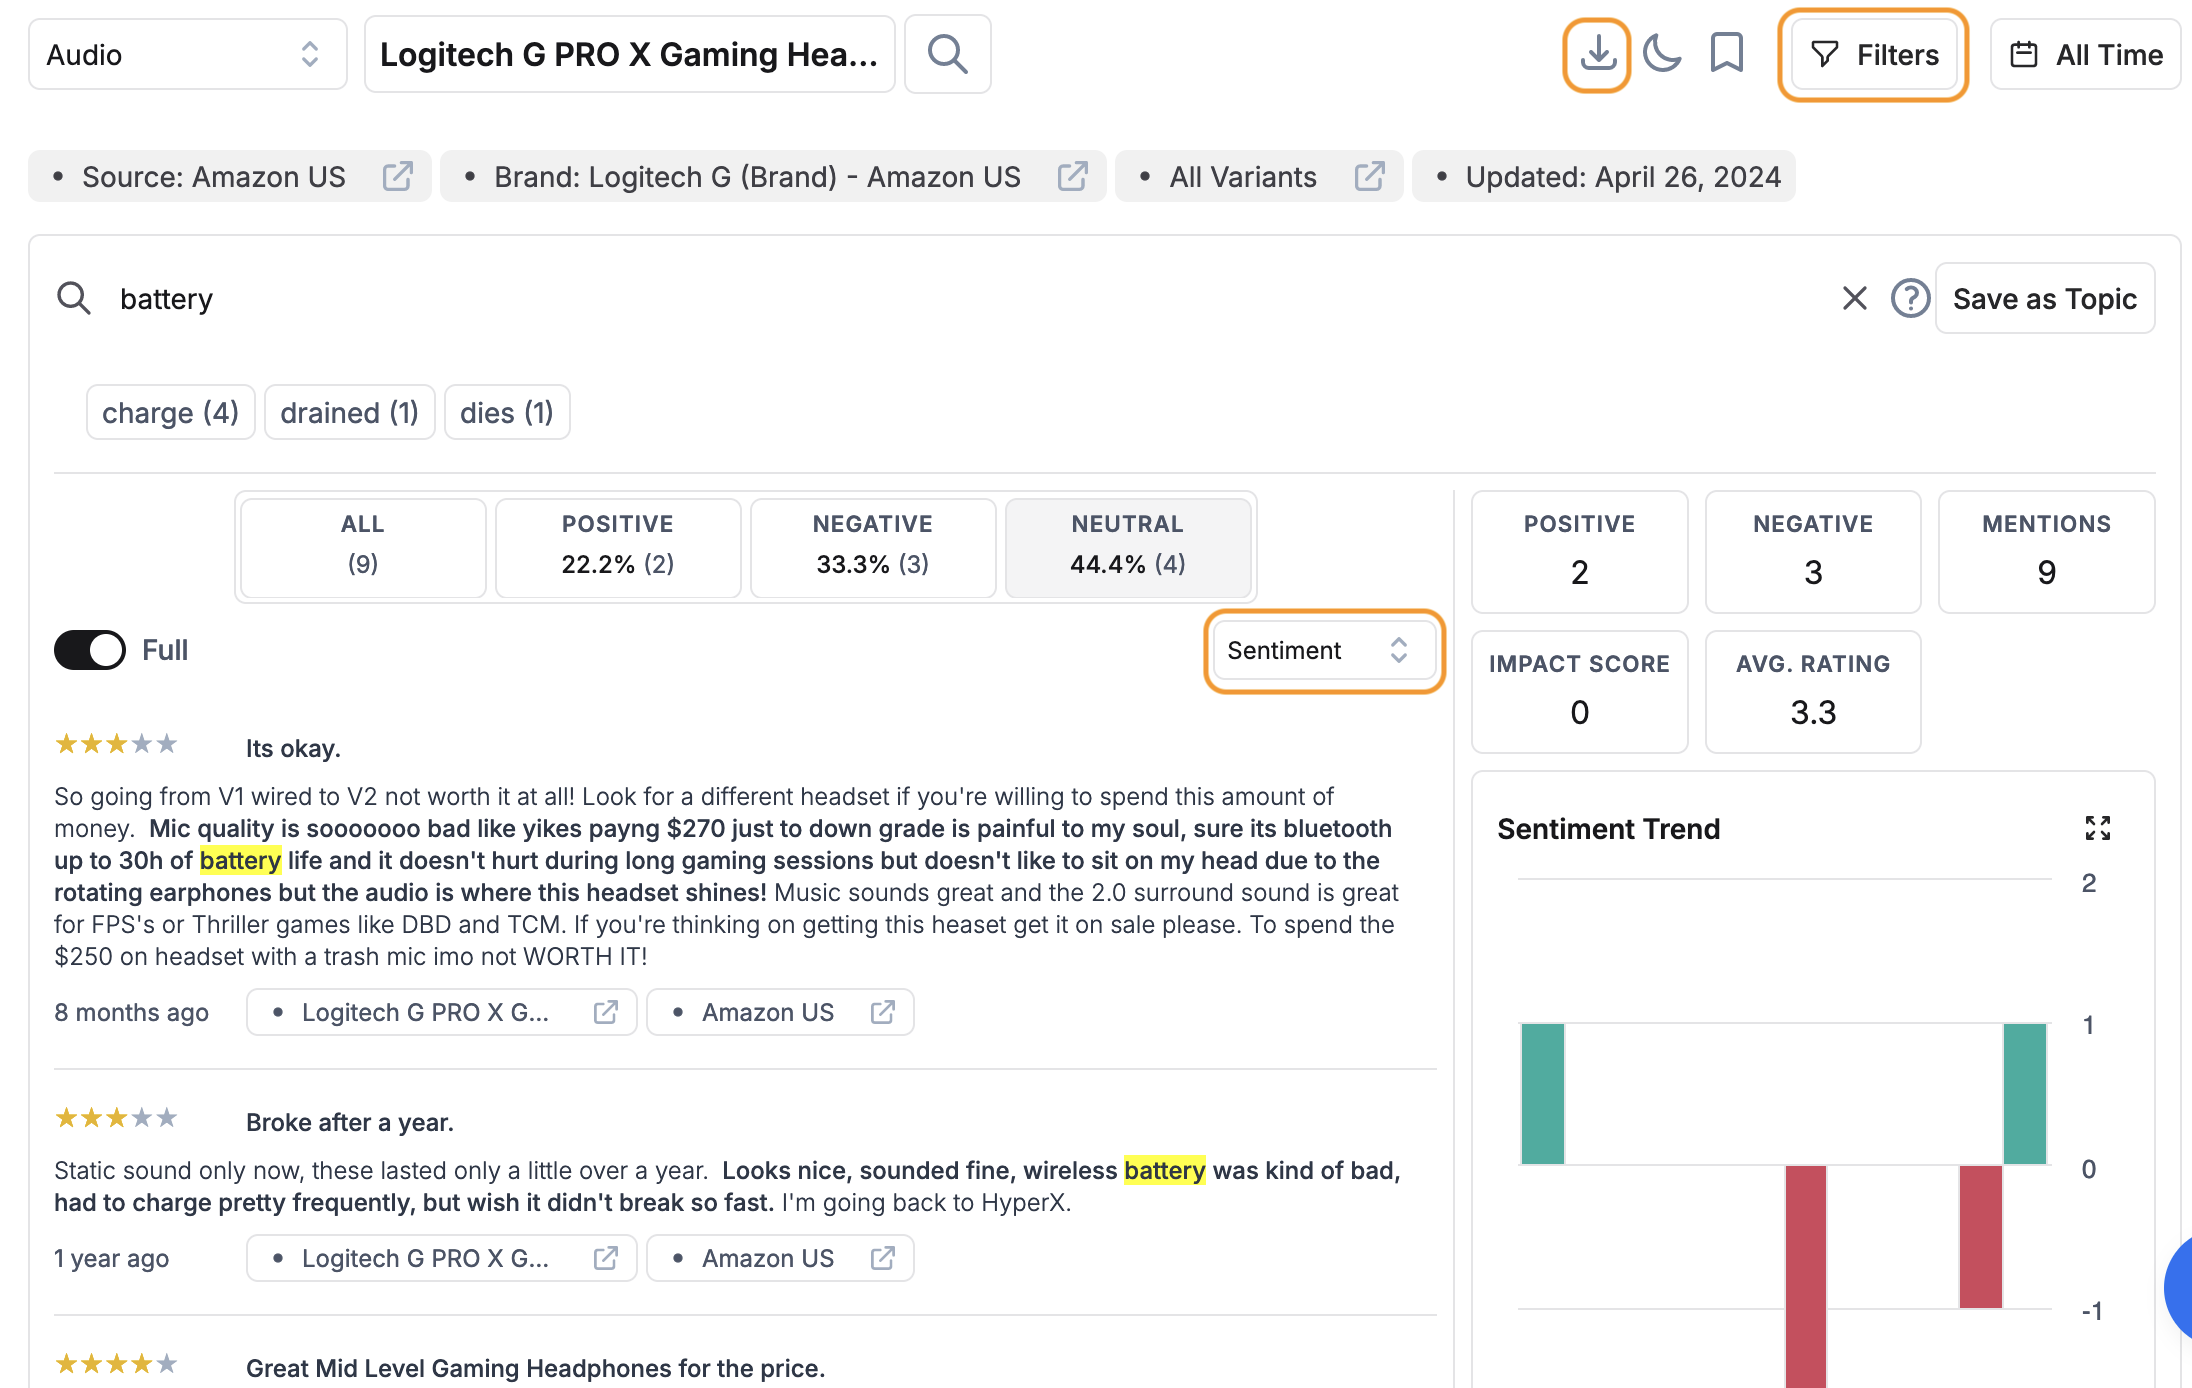 Audio
Logitech G PRO X Gaming Hea...
Filters
All Time
• Source: Amazon US
• Brand: Logitech G (Brand) - Amazon US
• All Variants
• Updated: April 26, 2024
battery
Save as Topic
charge (4)
drained (1)
dies (1)
ALL
(9)
POSITIVE
22.2% (2)
NEGATIVE
33.3% (3)
NEUTRAL
44.4% (4)
POSITIVE
2
NEGATIVE
3
MENTIONS
9
Full
Sentiment
IMPACT SCORE
0
AVG. RATING
3.3
Its okay.
So going from V1 wired to V2 not worth it at all! Look for a different headset if you're willing to spend this amount of
money. Mic quality is sooooooo bad like yikes payng $270 just to down grade is painful to my soul, sure its bluetooth
up to 30h of battery life and it doesn't hurt during long gaming sessions but doesn't like to sit on my head due to the
rotating earphones but the audio is where this headset shines! Music sounds great and the 2.0 surround sound is great
for FPS's or Thriller games like DBD and TCM. If you're thinking on getting this heaset get it on sale please. To spend the
$250 on headset with a trash mic imo not WORTH IT!
8 months ago
• Logitech G PRO X G...
• Amazon US
Broke after a year.
Static sound only now, these lasted only a little over a year. Looks nice, sounded fine, wireless battery was kind of bad,
had to charge pretty frequently, but wish it didn't break so fast. I'm going back to HyperX.
1 year ago
• Logitech G PRO X G...
• Amazon US
Great Mid Level Gaming Headphones for the price.
Sentiment Trend
2
1
0
-1